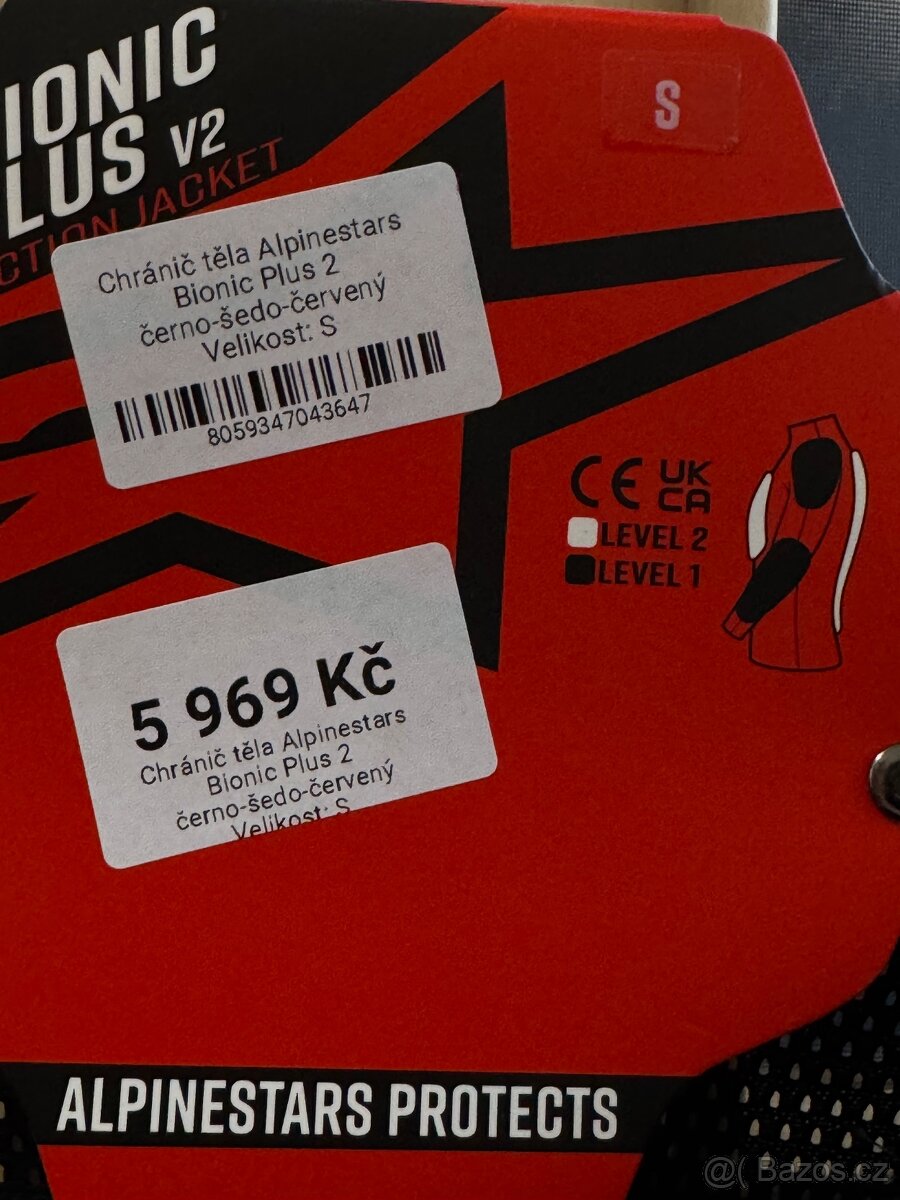 IONIC
LUS V2
CTION JACKET
S
Chránič těla Alpinestars
Bionic Plus 2
černo-šedo-červený
Velikost: S
8059347043647
CE UK
CA
LEVEL 2
LEVEL 1
5 969 Kč
Chránič těla Alpinestars
Bionic Plus 2
černo-šedo-červený
Velikost: S
ALPINESTARS PROTECTS
@( Bazos.cz